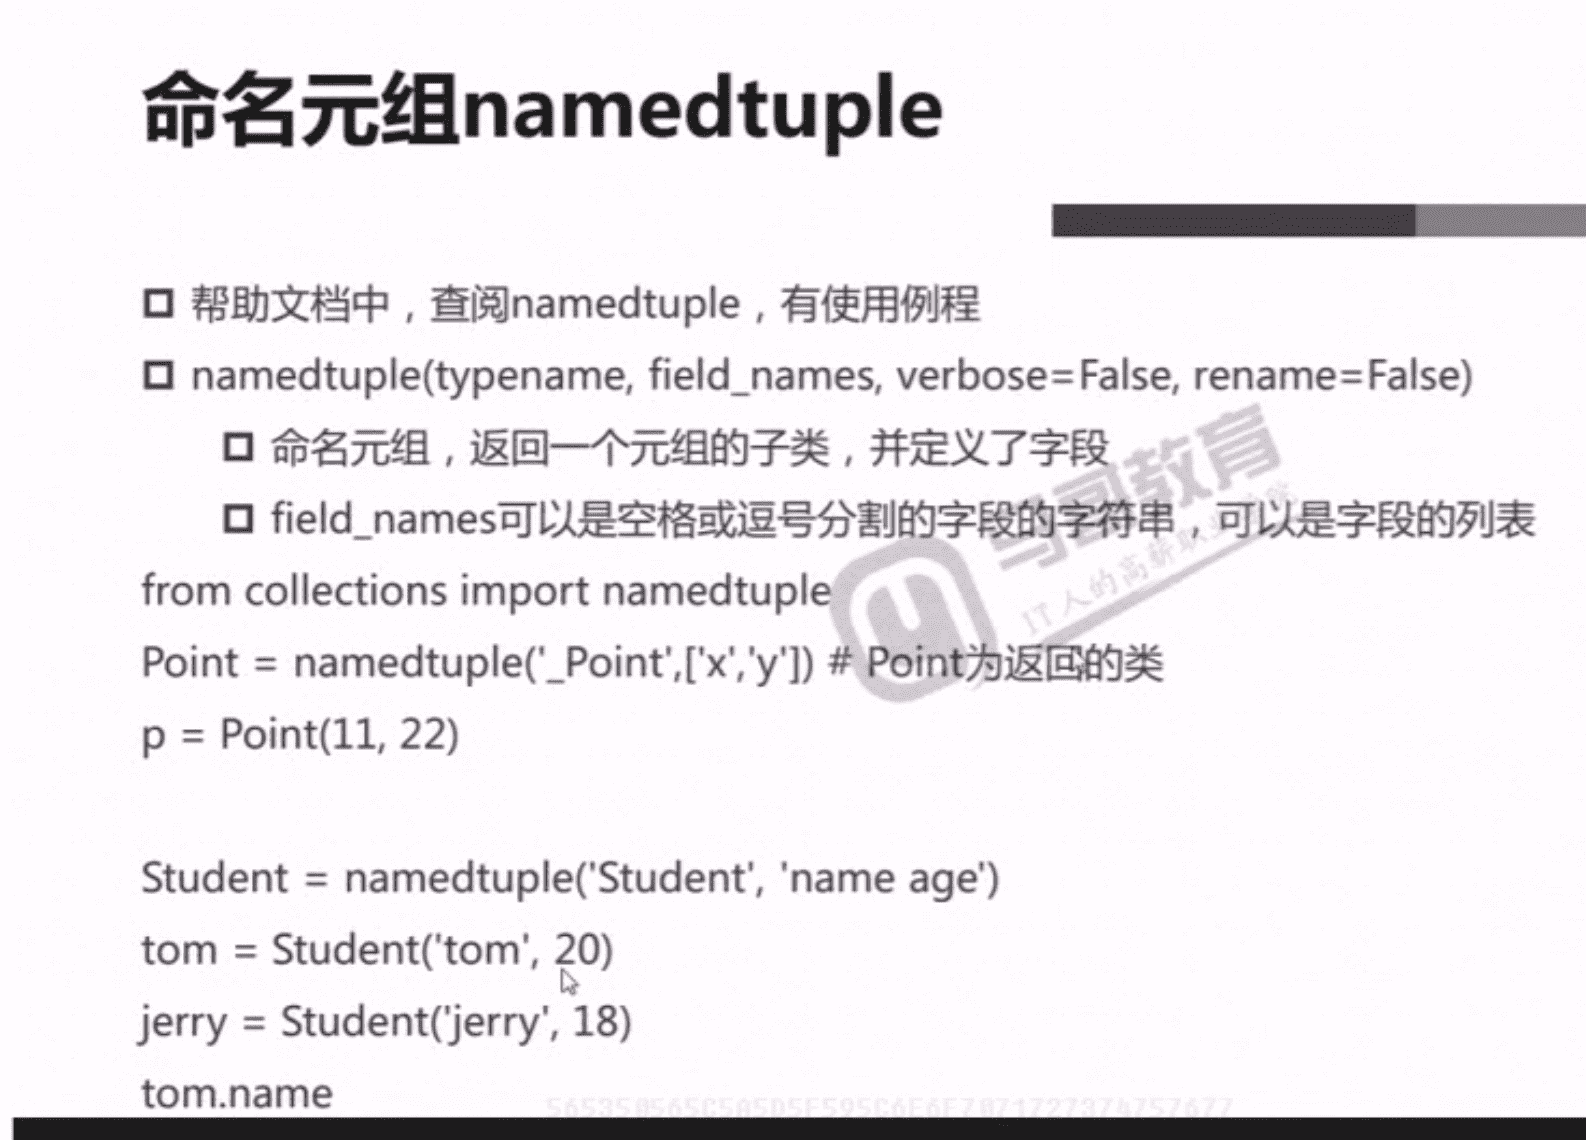 命名元组namedtuple
帮助文档中，查阅namedtuple，有使用例程
namedtuple(typename, field_names, verbose=False, rename=False)
命名元组，返回一个元组的子类，并定义了字段
field_names可以是空格或逗号分割的字段的字符串，可以是字段的列表
from collections import namedtuple
Point = namedtuple('_Point',['x','y']) # Point为返回的类
p = Point(11, 22)
Student = namedtuple('Student', 'name age')
tom = Student('tom', 20)
jerry = Student('jerry', 18)
tom.name
马哥教育
IT人的高薪职业学院